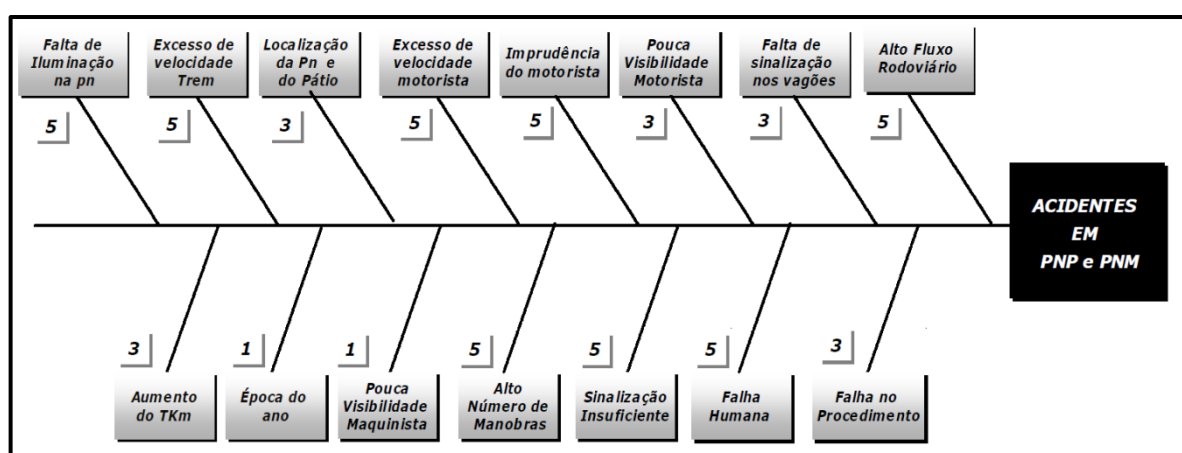 Falta de
Iluminação
na pn
Excesso de
velocidade
Trem
Localização
da Pn e
do Pátio
Excesso de
velocidade
motorista
Imprudência
do motorista
Pouca
Visibilidade
Motorista
Falta de
sinalização
nos vagões
Alto Fluxo
Rodoviário
5
5
3
5
5
3
3
5
ACIDENTES
EM
PNP e PNM
3
1
1
5
5
5
3
Aumento
do TKm
Época do
ano
Pouca
Visibilidade
Maquinista
Alto
Número de
Manobras
Sinalização
Insuficiente
Falha
Humana
Falha no
Procedimento